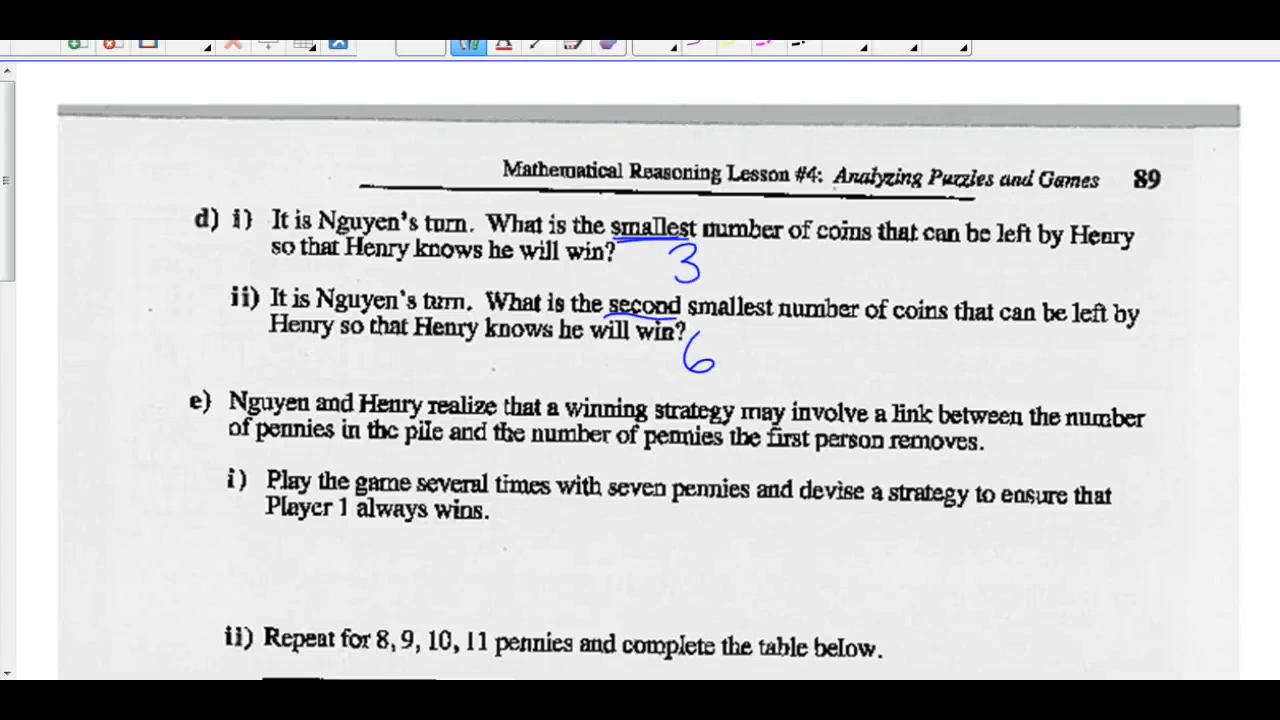 Mathematical Reasoning Lesson #4: Analyzing Puzzles and Games 89
d) i) It is Nguyen's turn. What is the smallest number of coins that can be left by Henry
so that Henry knows he will win?
3
ii) It is Nguyen's turn. What is the second smallest number of coins that can be left by
Henry so that Henry knows he will win?
6
e) Nguyen and Henry realize that a winning strategy may involve a link between the number
of pennies in the pile and the number of pennies the first person removes.
i) Play the game several times with seven pennies and devise a strategy to ensure that
Player 1 always wins.
ii) Repeat for 8, 9, 10, 11 pennies and complete the table below.